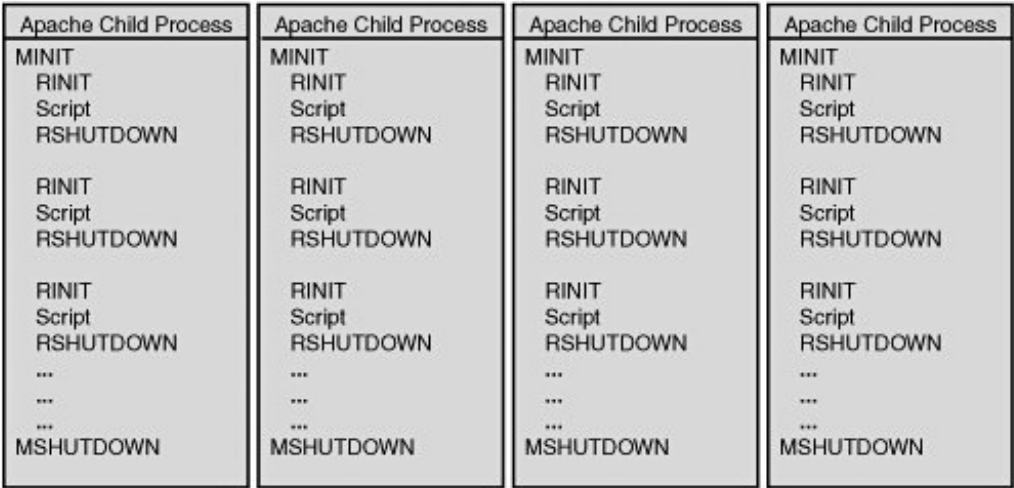 Apache Child Process
MINIT
RINIT
Script
RSHUTDOWN
RINIT
Script
RSHUTDOWN
RINIT
Script
RSHUTDOWN
...
...
...
MSHUTDOWN
Apache Child Process
MINIT
RINIT
Script
RSHUTDOWN
RINIT
Script
RSHUTDOWN
RINIT
Script
RSHUTDOWN
...
...
...
MSHUTDOWN
Apache Child Process
MINIT
RINIT
Script
RSHUTDOWN
RINIT
Script
RSHUTDOWN
RINIT
Script
RSHUTDOWN
...
...
...
MSHUTDOWN
Apache Child Process
MINIT
RINIT
Script
RSHUTDOWN
RINIT
Script
RSHUTDOWN
RINIT
Script
RSHUTDOWN
...
...
...
MSHUTDOWN